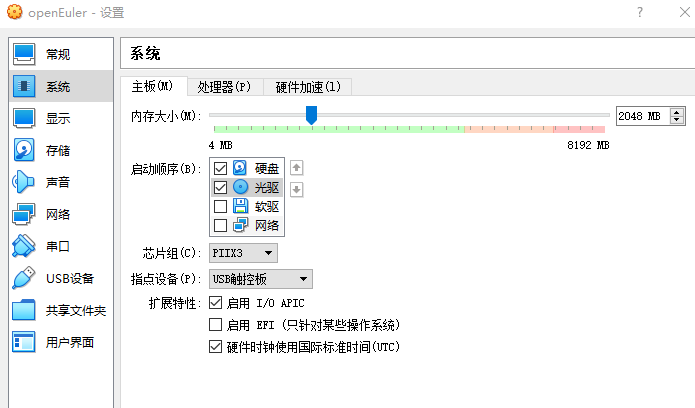 openEuler - 设置
常规
系统
显示
存储
声音
网络
串口
USB设备
共享文件夹
用户界面
系统
主板(M) 处理器(P) 硬件加速(l)
内存大小(M): 2048 MB
4 MB 8192 MB
启动顺序(B): 硬盘
光驱
软驱
网络
芯片组(C): PIIX3
指点设备(P): USB触控板
扩展特性: 启用 I/O APIC
启用 EFI (只针对某些操作系统)
硬件时钟使用国际标准时间(UTC)